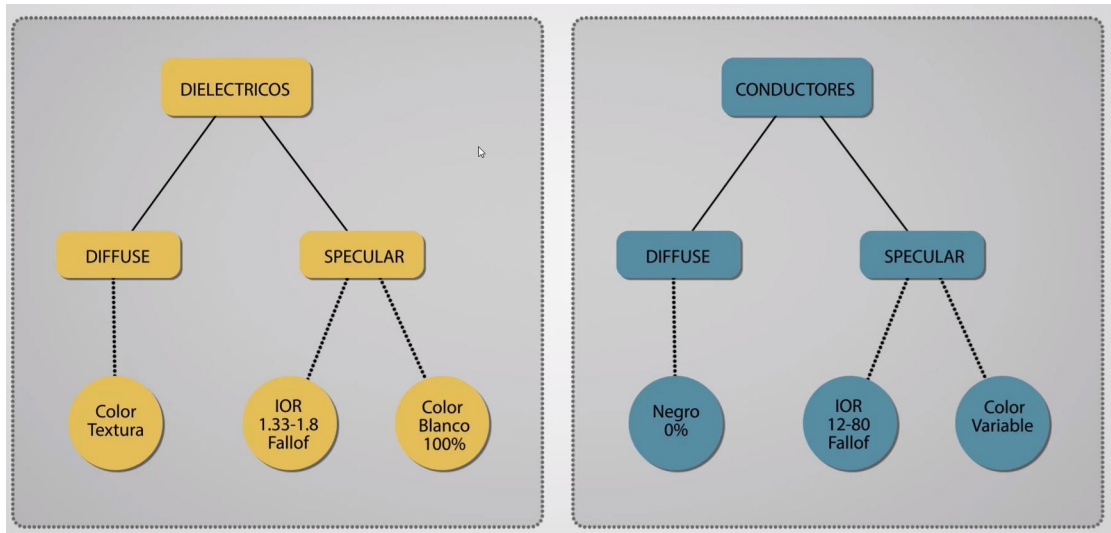 DIELECTRICOS
DIFFUSE
SPECULAR
Color
Textura
IOR
1.33-1.8
Fallof
Color
Blanco
100%
CONDUCTORES
DIFFUSE
SPECULAR
Negro
0%
IOR
12-80
Fallof
Color
Variable